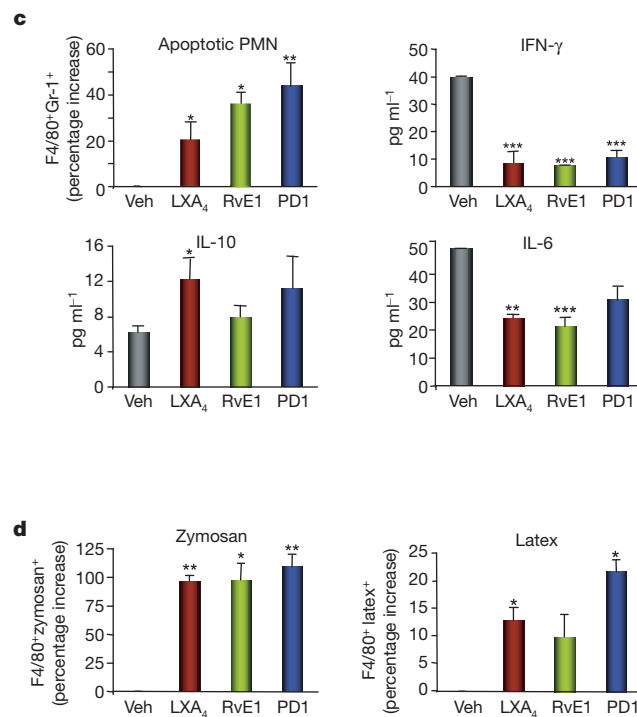 c
Apoptotic PMN
F4/80⁺Gr-1⁺
(percentage increase)
60
40
20
0
*
*
**
Veh LXA₄ RvE1 PD1
IFN-γ
pg ml⁻¹
50
40
30
20
10
0
***
***
***
Veh LXA₄ RvE1 PD1
IL-10
pg ml⁻¹
16
12
8
4
0
*
Veh LXA₄ RvE1 PD1
IL-6
pg ml⁻¹
50
40
30
20
10
0
**
***
Veh LXA₄ RvE1 PD1
d
Zymosan
F4/80⁺zymosan⁺
(percentage increase)
125
100
75
50
25
0
**
*
**
Veh LXA₄ RvE1 PD1
Latex
F4/80⁺ latex⁺
(percentage increase)
25
20
15
10
5
0
*
*
Veh LXA₄ RvE1 PD1